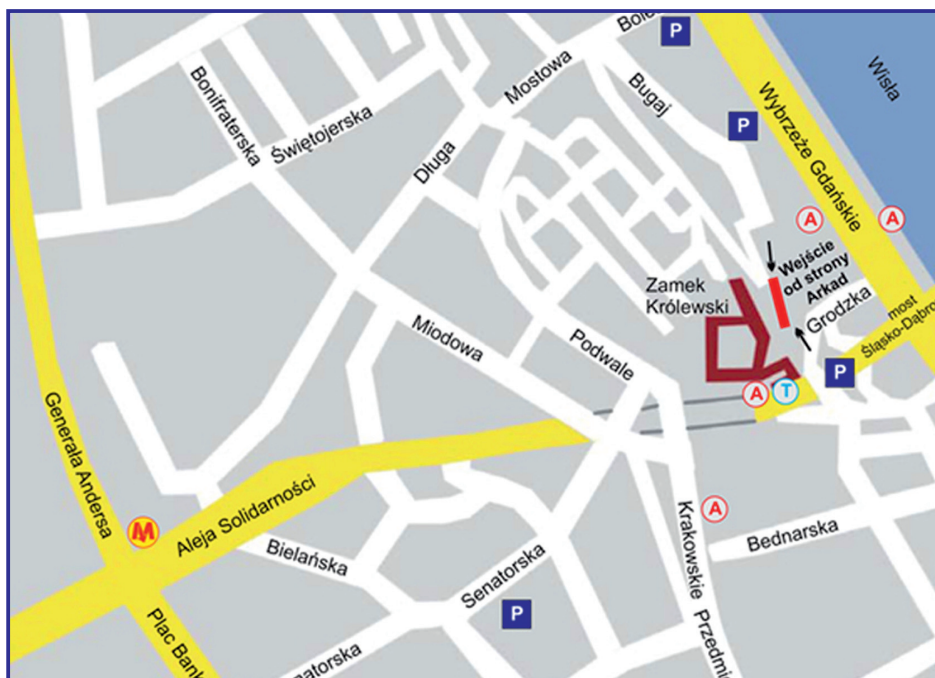 Bole
P
Mostowa
Bugaj
Wisła
Bonifraterska
P
Wybrzeże Gdańskie
Świętojerska
Długa
A
A
Wejście
od strony
Arkad
Zamek
Królewski
Grodzka
most
Śląsko-Dąbro
Miodowa
Podwale
P
A
T
Generała Andersa
M
Aleja Solidarności
Krakowskie Przedmi
A
Bednarska
Bielańska
Senatorska
P
Plac Bank
natorska